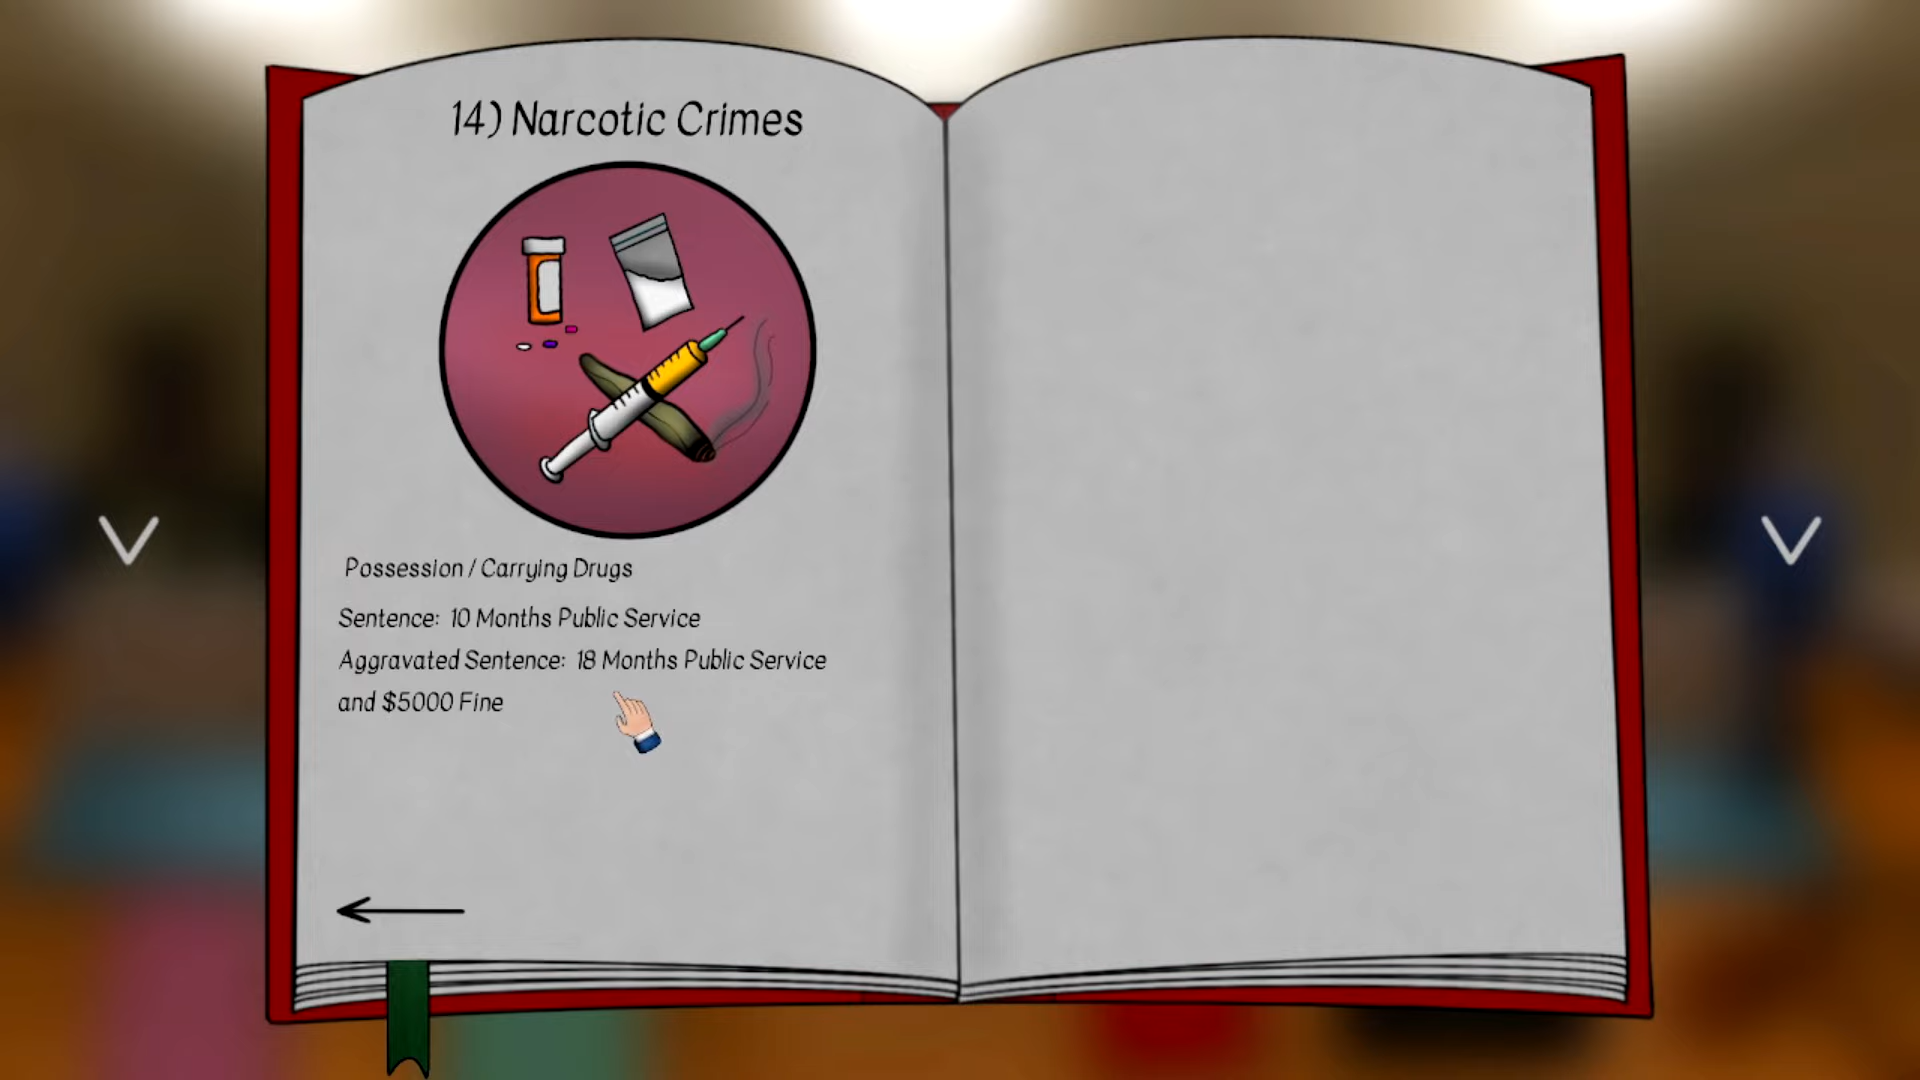 14) Narcotic Crimes
Possession / Carrying Drugs
Sentence: 10 Months Public Service
Aggravated Sentence: 18 Months Public Service
and $5000 Fine